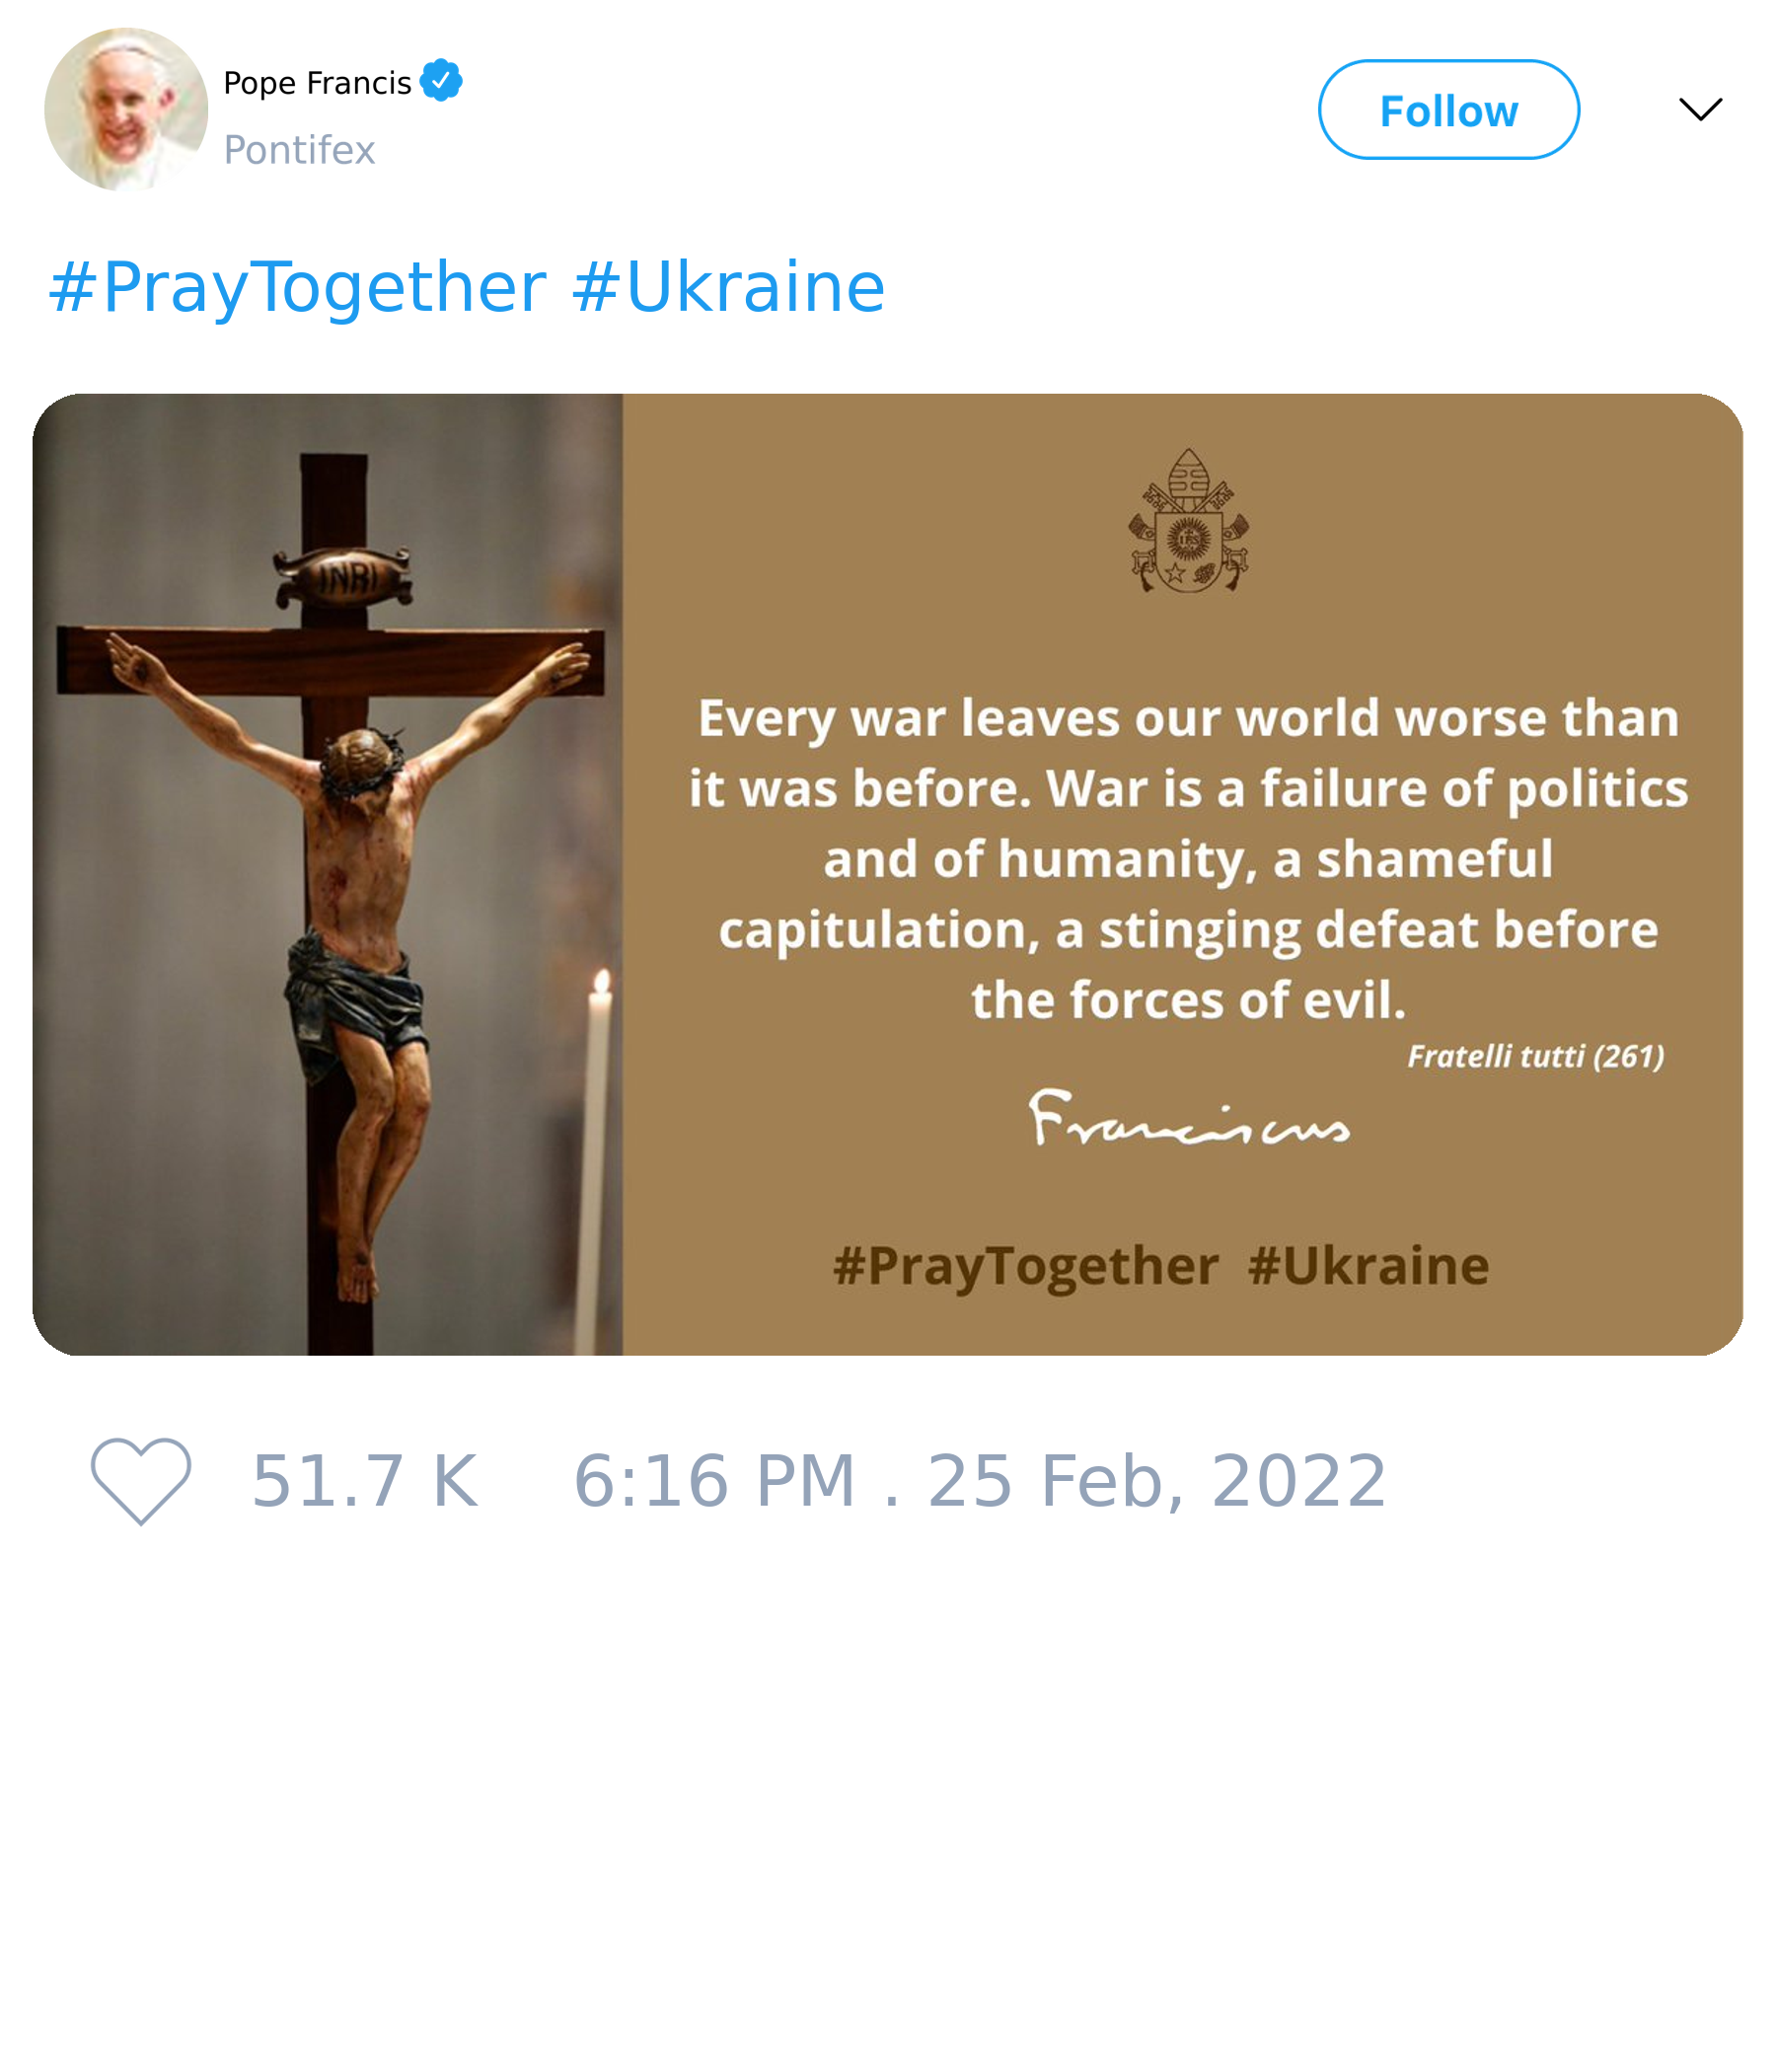 Pope Francis
Pontifex
Follow
#PrayTogether #Ukraine
INRI
IHS
Every war leaves our world worse than
it was before. War is a failure of politics
and of humanity, a shameful
capitulation, a stinging defeat before
the forces of evil.
Fratelli tutti (261)
Franciscus
#PrayTogether #Ukraine
51.7 K 6:16 PM . 25 Feb, 2022